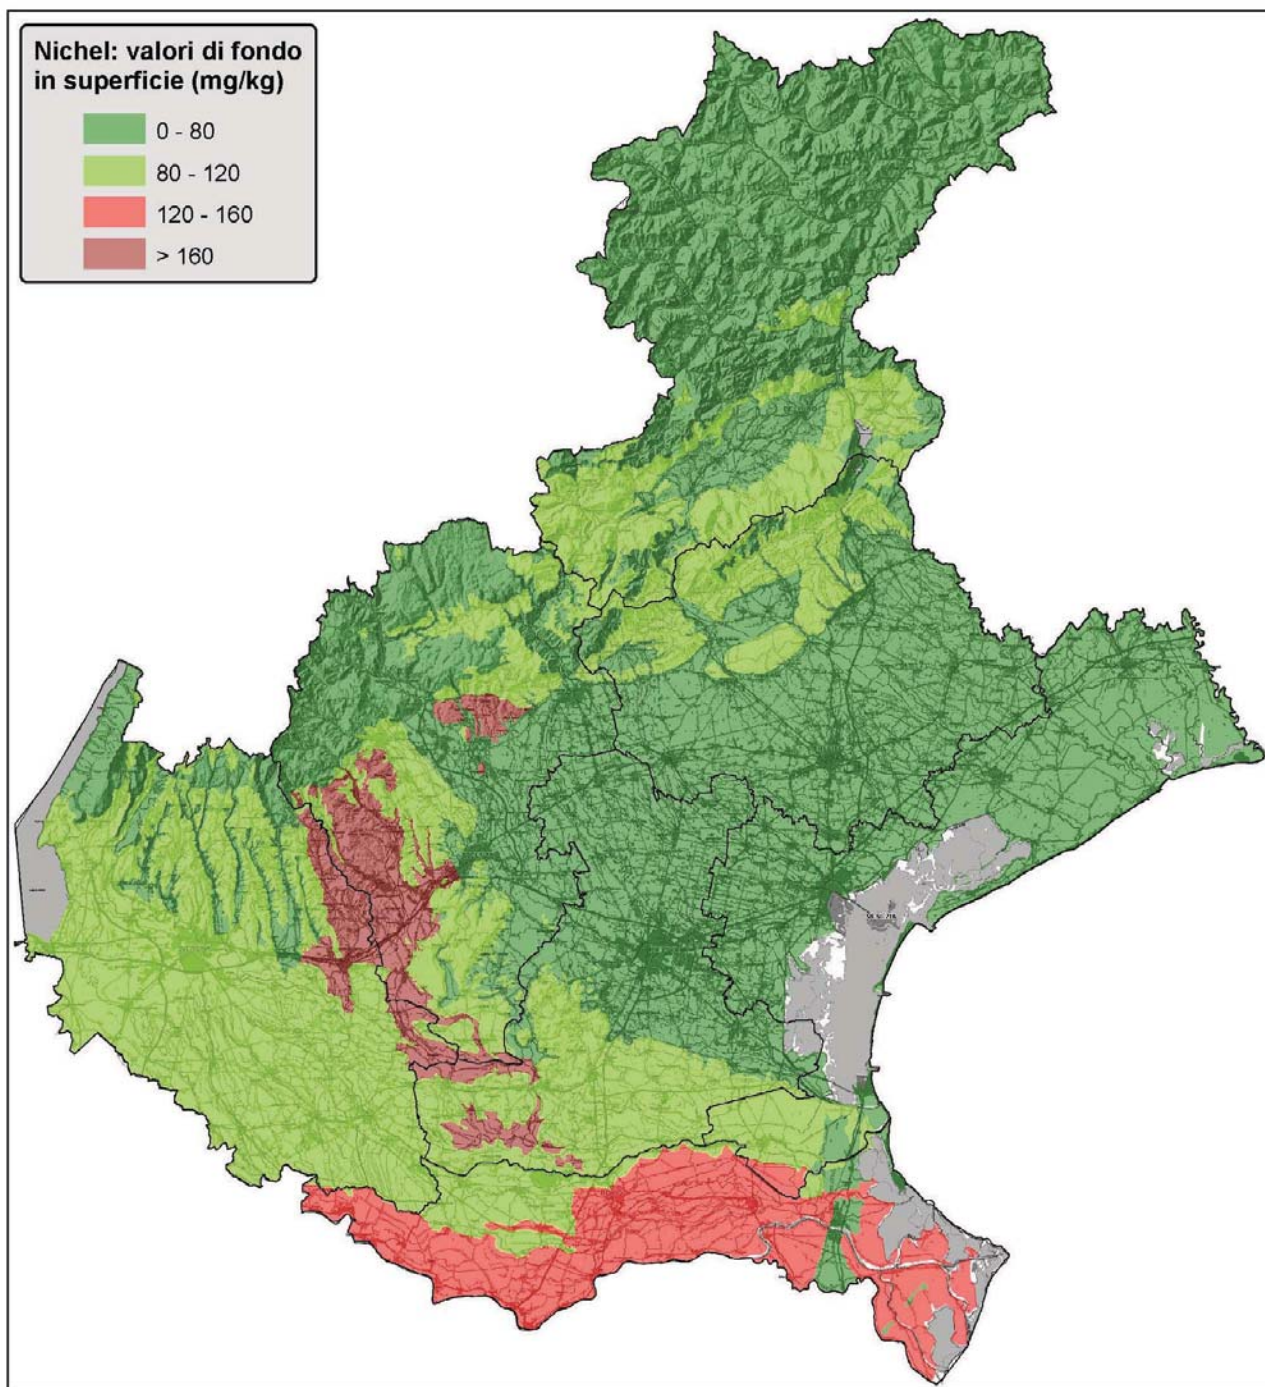 Nichel: valori di fondo
in superficie (mg/kg)
0 - 80
80 - 120
120 - 160
> 160